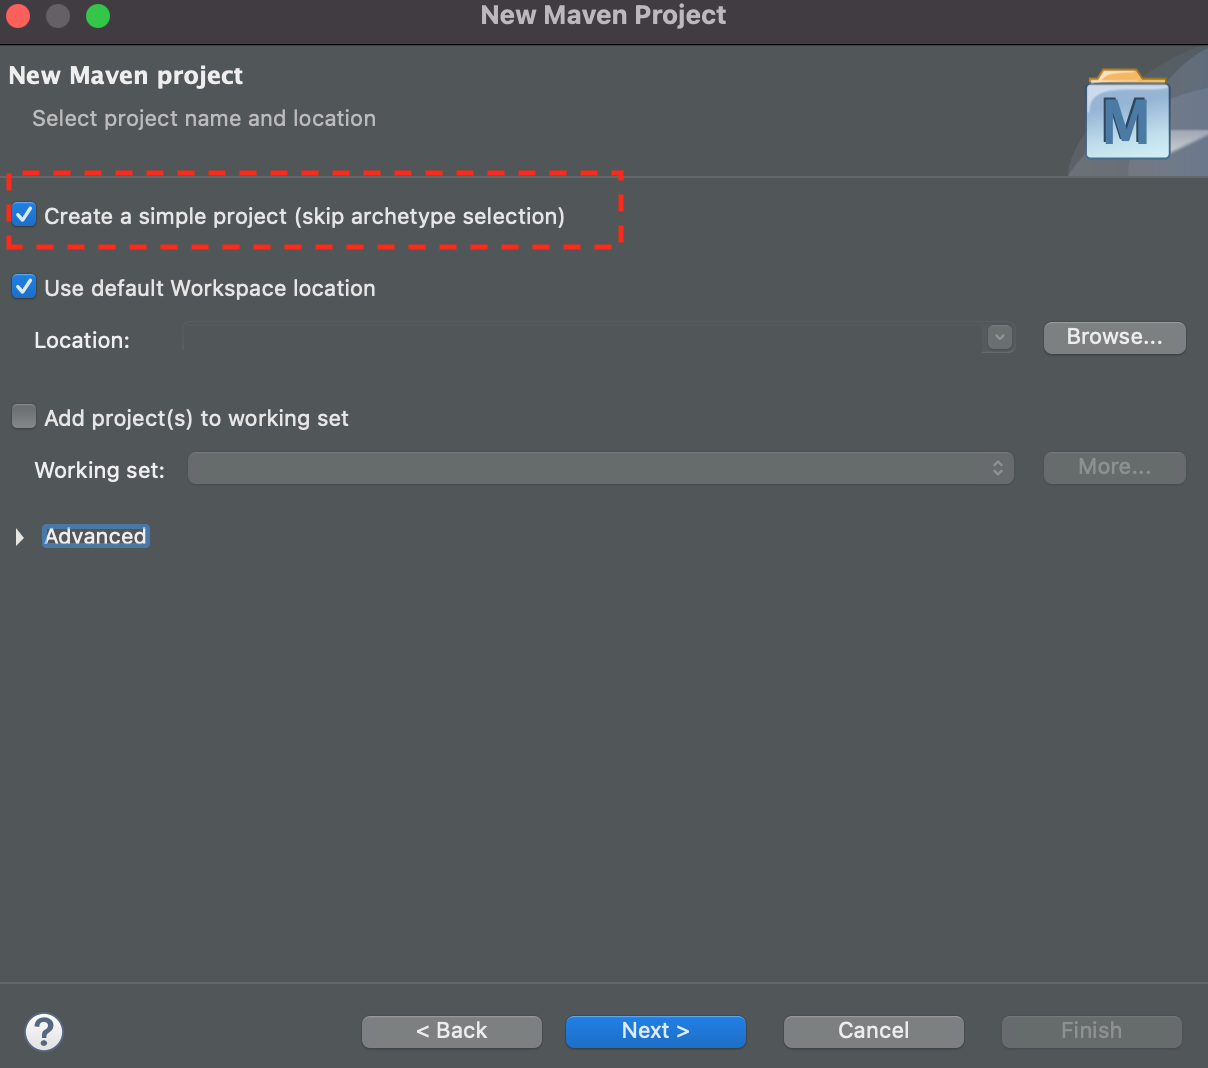 New Maven Project
New Maven project
Select project name and location
M
Create a simple project (skip archetype selection)
Use default Workspace location
Location:
Browse...
Add project(s) to working set
Working set:
More...
Advanced
?
< Back
Next >
Cancel
Finish